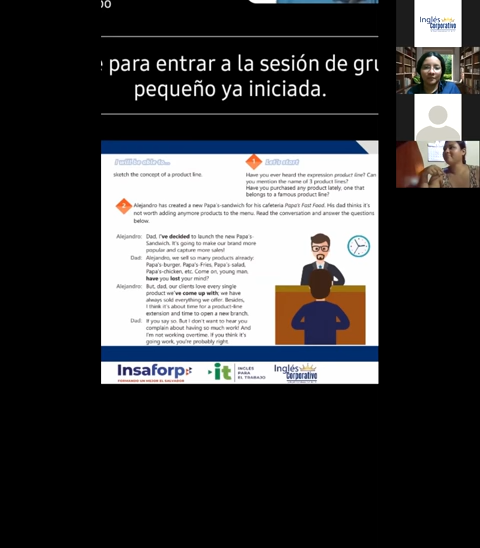 e para entrar a la sesión de gru
pequeño ya iniciada.
I will be able to...
sketch the concept of a product line.
1. Let's start
Have you ever heard the expression product line? Can
you mention the name of 3 product lines?
Have you purchased any product lately, one that
belongs to a famous product line?
2. Alejandro has created a new Papa's-sandwich for his cafeteria Papa's Fast Food. His dad thinks it's
not worth adding anymore products to the menu. Read the conversation and answer the questions
below.
Alejandro: Dad, I've decided to launch the new Papa's-
Sandwich. It's going to make our brand more
popular and capture more sales!
Dad: Alejandro, we sell so many products already:
Papa's-burger, Papa's-Fries, Papa's-salad,
Papa's-chicken, etc. Come on, young man,
have you lost your mind?
Alejandro: But, dad, our clients love every single
product we've come up with; we have
always sold everything we offer. Besides,
I think it's about time for a product-line
extension and time to open a new branch.
Dad: If you say so. But I don't want to hear you
complain about having so much work! And
I'm not working overtime. If you think it's
going work, you're probably right.
Insaforp
FORMANDO UN MEJOR EL SALVADOR
it
INGLÉS
PARA
EL TRABAJO
Inglés
Corporativo
Inglés
Corporativo